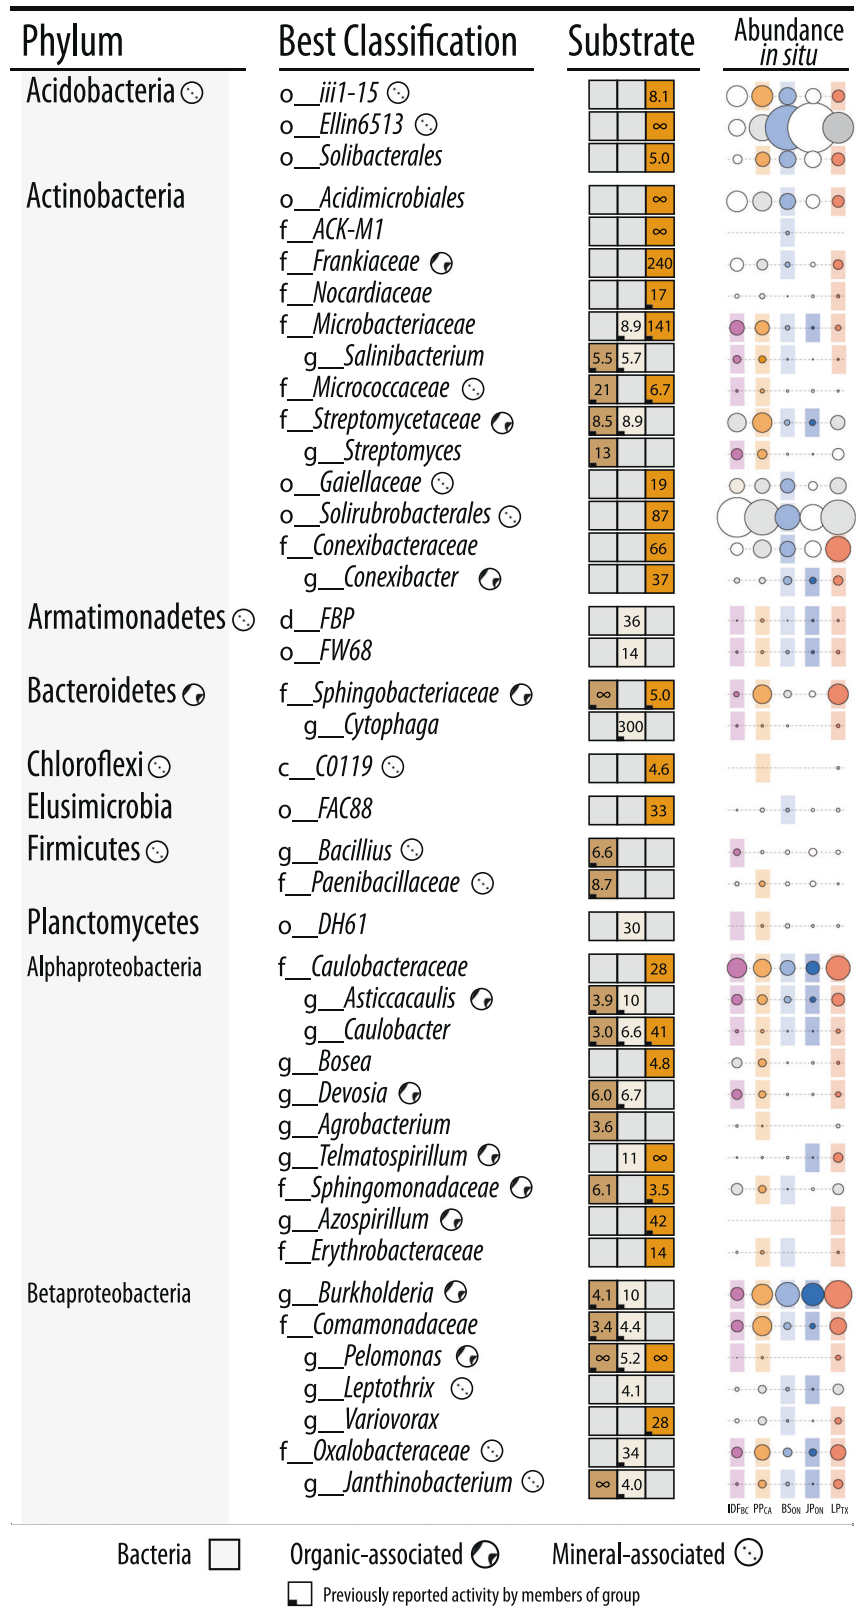 Phylum Best Classification Substrate Abundance in situ
Acidobacteria o__iii1-15 8.1
o__Ellin6513 ∞
o__Solibacterales 5.0
Actinobacteria o__Acidimicrobiales ∞
f__ACK-M1 ∞
f__Frankiaceae 240
f__Nocardiaceae 17
f__Microbacteriaceae 8.9 141
g__Salinibacterium 5.5 5.7
f__Micrococcaceae 21 6.7
f__Streptomycetaceae 8.5 8.9
g__Streptomyces 13
o__Gaiellaceae 19
o__Solirubrobacterales 87
f__Conexibacteraceae 66
g__Conexibacter 37
Armatimonadetes d__FBP 36
o__FW68 14
Bacteroidetes f__Sphingobacteriaceae ∞ 5.0
g__Cytophaga 300
Chloroflexi c__C0119 4.6
Elusimicrobia o__FAC88 33
Firmicutes g__Bacillius 6.6
f__Paenibacillaceae 8.7
Planctomycetes o__DH61 30
Alphaproteobacteria f__Caulobacteraceae 28
g__Asticcacaulis 3.9 10
g__Caulobacter 3.0 6.6 41
g__Bosea 4.8
g__Devosia 6.0 6.7
g__Agrobacterium 3.6
g__Telmatospirillum 11 ∞
f__Sphingomonadaceae 6.1 3.5
g__Azospirillum 42
f__Erythrobacteraceae 14
Betaproteobacteria g__Burkholderia 4.1 10
f__Comamonadaceae 3.4 4.4
g__Pelomonas ∞ 5.2 ∞
g__Leptothrix 4.1
g__Variovorax 28
f__Oxalobacteraceae 34
g__Janthinobacterium ∞ 4.0
IDFBC PPCA BSON JPON LPTX
Bacteria Organic-associated Mineral-associated
Previously reported activity by members of group